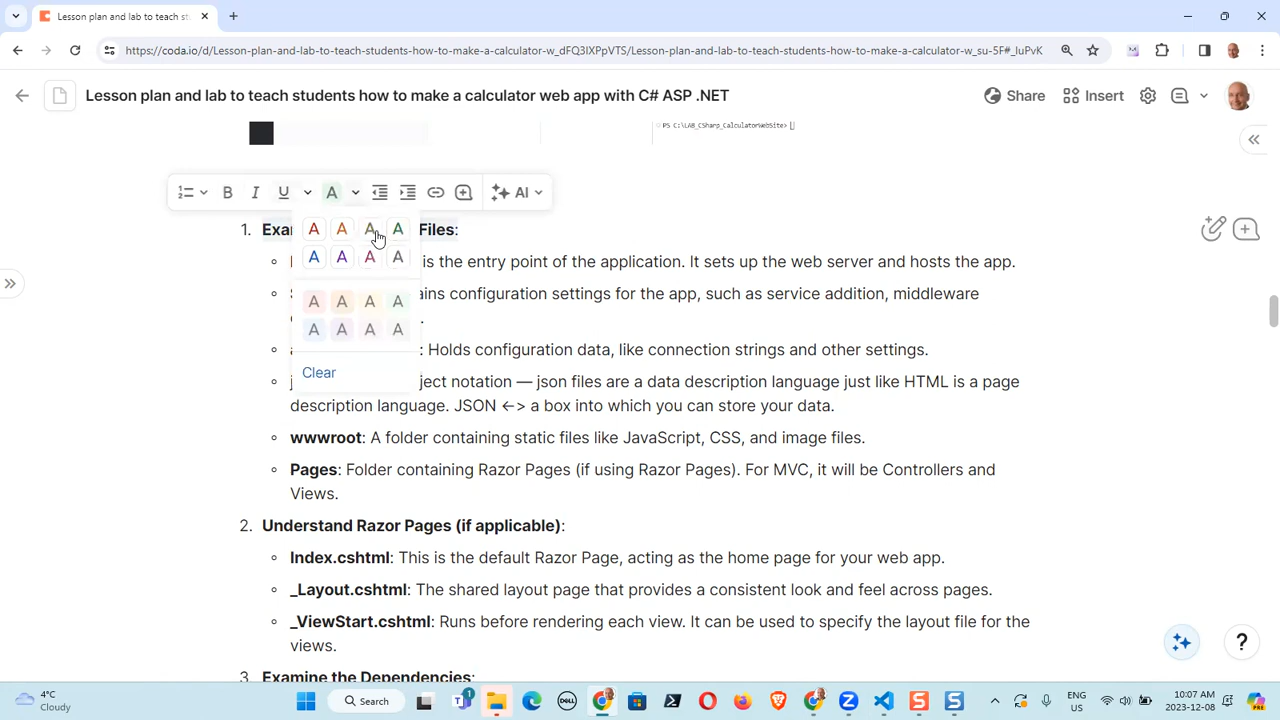 Lesson plan and lab to teach st
https://coda.io/d/Lesson-plan-and-lab-to-teach-students-how-to-make-a-calculator-w_dFQ3IXPpVTS/Lesson-plan-and-lab-to-teach-students-how-to-make-a-calculator-w_su-5F#_luPvK
Lesson plan and lab to teach students how to make a calculator web app with C# ASP .NET
Share
Insert
PS C:\LAB_CSharp_CalculatorWebSite>
B I U A AI
1. Exa Files:
A A A A
is the entry point of the application. It sets up the web server and hosts the app.
A A A A
ains configuration settings for the app, such as service addition, middleware
A A A A
A A A A
: Holds configuration data, like connection strings and other settings.
Clear
ject notation — json files are a data description language just like HTML is a page
description language. JSON <-> a box into which you can store your data.
wwwroot: A folder containing static files like JavaScript, CSS, and image files.
Pages: Folder containing Razor Pages (if using Razor Pages). For MVC, it will be Controllers and
Views.
2. Understand Razor Pages (if applicable):
Index.cshtml: This is the default Razor Page, acting as the home page for your web app.
_Layout.cshtml: The shared layout page that provides a consistent look and feel across pages.
_ViewStart.cshtml: Runs before rendering each view. It can be used to specify the layout file for the
views.
3. Examine the Dependencies:
4°C
Cloudy
Search
DELL
1
ENG
US
10:07 AM
2023-12-08